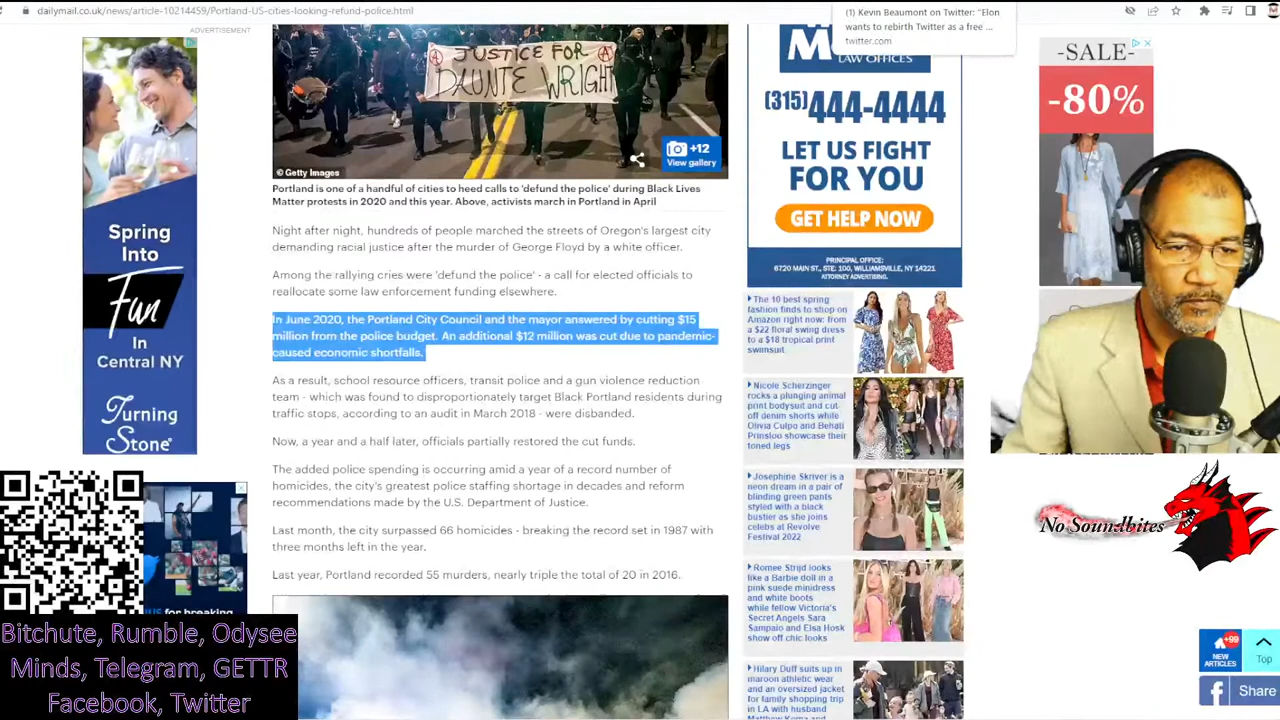 dailymail.co.uk/news/article-10214459/Portland-US-cities-looking-refund-police.html
(1) Kevin Beaumont on Twitter: "Elon
wants to rebirth Twitter as a free ...
twitter.com
ADVERTISEMENT
Spring
Into
Fun
In
Central NY
Turning
Stone
JUSTICE FOR
DAUNTE WRIGHT
© Getty Images
+12
View gallery
Portland is one of a handful of cities to heed calls to 'defund the police' during Black Lives
Matter protests in 2020 and this year. Above, activists march in Portland in April
Night after night, hundreds of people marched the streets of Oregon's largest city
demanding racial justice after the murder of George Floyd by a white officer.
Among the rallying cries were 'defund the police' - a call for elected officials to
reallocate some law enforcement funding elsewhere.
In June 2020, the Portland City Council and the mayor answered by cutting $15
million from the police budget. An additional $12 million was cut due to pandemic-
caused economic shortfalls.
As a result, school resource officers, transit police and a gun violence reduction
team - which was found to disproportionately target Black Portland residents during
traffic stops, according to an audit in March 2018 - were disbanded.
Now, a year and a half later, officials partially restored the cut funds.
The added police spending is occurring amid a year of a record number of
homicides, the city's greatest police staffing shortage in decades and reform
recommendations made by the U.S. Department of Justice.
Last month, the city surpassed 66 homicides - breaking the record set in 1987 with
three months left in the year.
Last year, Portland recorded 55 murders, nearly triple the total of 20 in 2016.
LAW OFFICES
(315)444-4444
LET US FIGHT
FOR YOU
GET HELP NOW
PRINCIPAL OFFICE:
6720 MAIN ST., STE: 100, WILLIAMSVILLE, NY 14221
ATTORNEY ADVERTISING.
The 10 best spring
fashion finds to shop on
Amazon right now: from
a $22 floral swing dress
to a $18 tropical print
swimsuit
Nicole Scherzinger
rocks a plunging animal
print bodysuit and cut-
off denim shorts while
Olivia Culpo and Behati
Prinsloo showcase their
toned legs
Josephine Skriver is a
neon dream in a pair of
blinding green pants
styled with a black
bustier as she joins
celebs at Revolve
Festival 2022
Romee Strijd looks
like a Barbie doll in a
pink suede minidress
and white boots
while fellow Victoria's
Secret Angels Sara
Sampaio and Elsa Hosk
show off chic looks
Hilary Duff suits up in
maroon athletic wear
and an oversized jacket
for family shopping trip
in LA with husband
-SALE-
-80%
No Soundbites
+99
NEW
ARTICLES
Top
Share
US for breaking
Bitchute, Rumble, Odysee
Minds, Telegram, GETTR
Facebook, Twitter